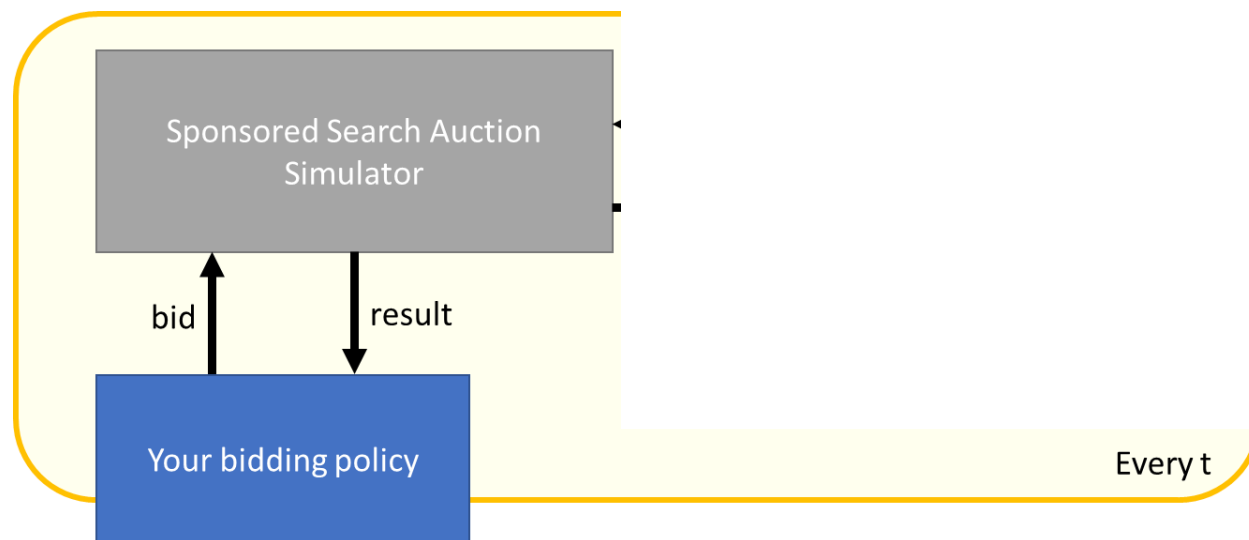 Sponsored Search Auction
Simulator
bid
result
Your bidding policy
Every t